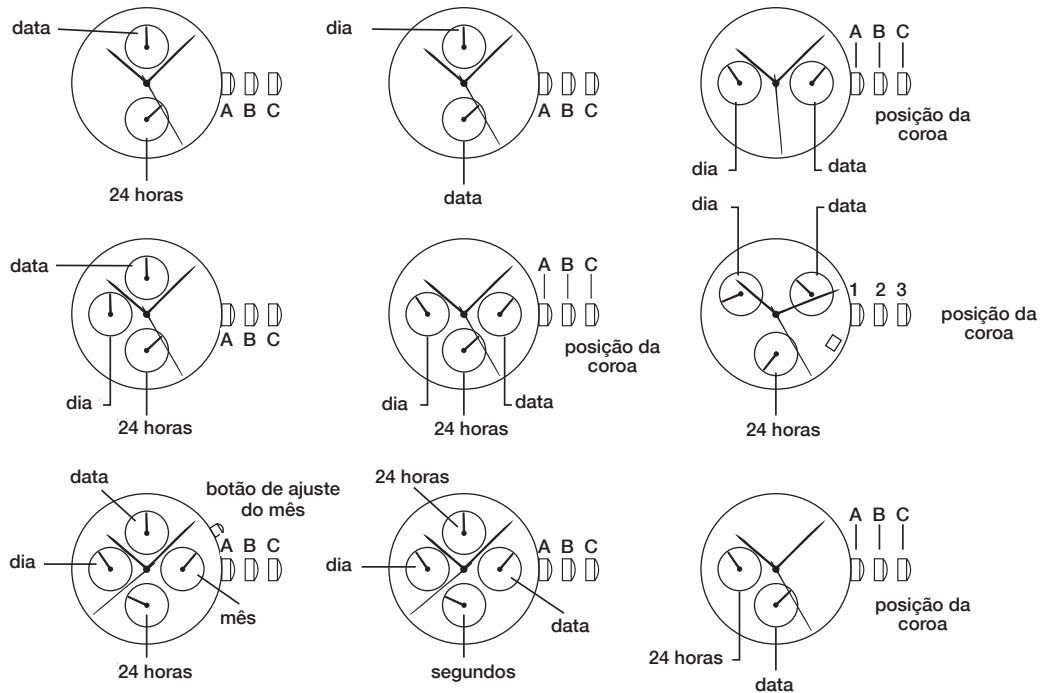 data
A B C
24 horas
dia
A B C
data
A B C
posição da
coroa
dia
data
data
A B C
dia
24 horas
A B C
posição da
coroa
dia
data
24 horas
dia
data
1 2 3
posição da
coroa
24 horas
data
botão de ajuste
do mês
A B C
dia
mês
24 horas
24 horas
A B C
dia
data
segundos
A B C
posição da
coroa
24 horas
data